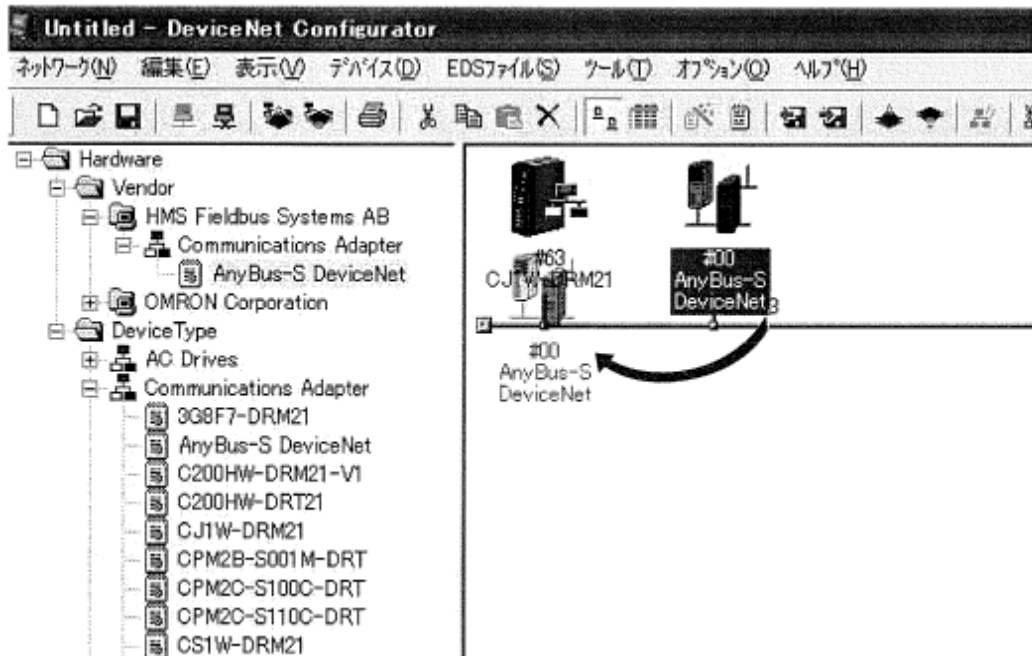 Untitled - DeviceNet Configurator
ネットワーク(N) 編集(E) 表示(V) デバイス(D) EDSファイル(S) ツール(T) オプション(O) ヘルプ(H)
Hardware
Vendor
HMS Fieldbus Systems AB
Communications Adapter
AnyBus-S DeviceNet
OMRON Corporation
DeviceType
AC Drives
Communications Adapter
3G8F7-DRM21
AnyBus-S DeviceNet
C200HW-DRM21-V1
C200HW-DRT21
CJ1W-DRM21
CPM2B-S001M-DRT
CPM2C-S100C-DRT
CPM2C-S110C-DRT
CS1W-DRM21
#63
CJ1W-DRM21
#00
AnyBus-S
DeviceNet
#00
AnyBus-S
DeviceNet